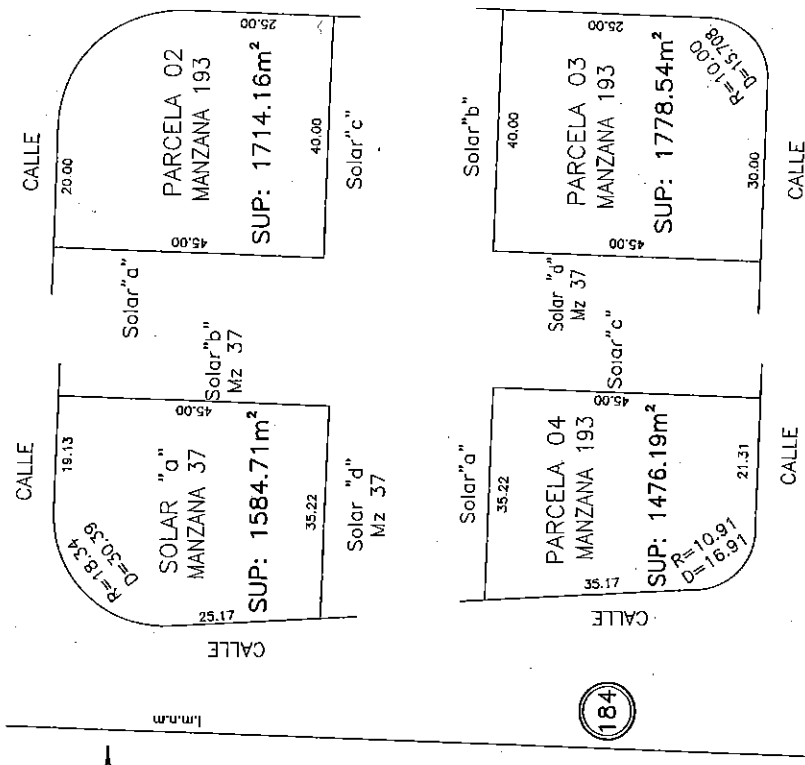 CALLE
19.13
R=18.34
D=30.39
SOLAR "a"
MANZANA 37
SUP: 1584.71m²
45.00
25.17
35.22
CALLE
Solar "d"
Mz 37
Solar"b"
Mz 37
CALLE
20.00
Solar"a"
PARCELA 02
MANZANA 193
SUP: 1714.16m²
45.00
25.00
40.00
Solar"c"
Solar"a"
35.22
PARCELA 04
MANZANA 193
SUP: 1476.19m²
45.00
35.17
R=10.91
D=16.91
21.31
CALLE
CALLE
Solar"c"
Solar "d"
Mz 37
Solar"b"
40.00
PARCELA 03
MANZANA 193
SUP: 1778.54m²
45.00
25.00
R=10.00
D=15.708
30.00
CALLE
l.m.n.m
184